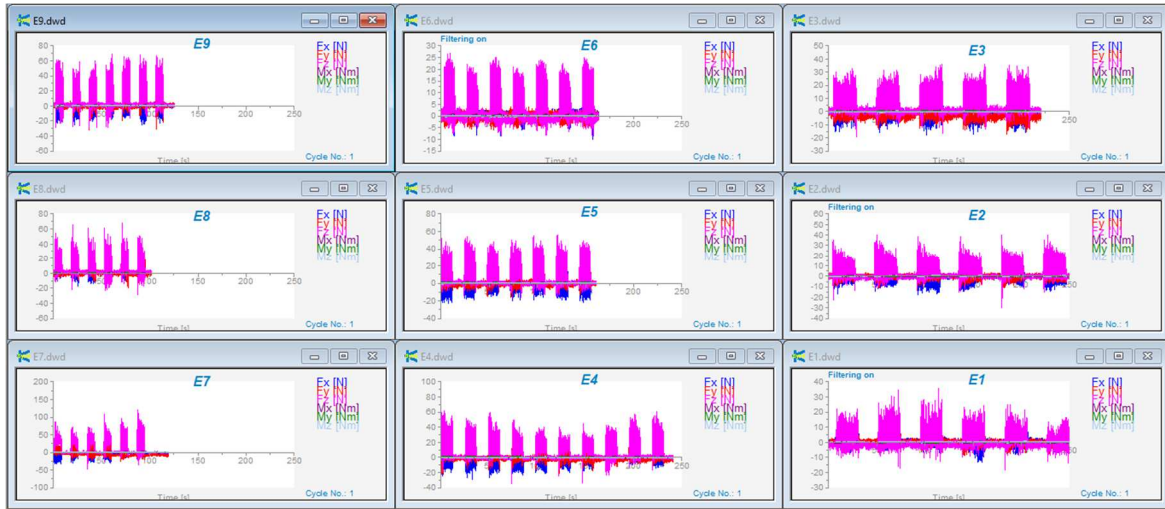 E9.dwd
E9
Fx [N]
Fy [N]
Fz [N]
Mx [Nm]
My [Nm]
Mz [Nm]
80
60
40
20
0
-20
-40
-60
100
150
200
250
Time [s]
Cycle No.: 1
E6.dwd
Filtering on
E6
Fx [N]
Fy [N]
Fz [N]
Mx [Nm]
My [Nm]
Mz [Nm]
30
25
20
15
10
5
0
-5
-10
-15
200
250
Time [s]
Cycle No.: 1
E3.dwd
E3
Fx [N]
Fy [N]
Fz [N]
Mx [Nm]
My [Nm]
Mz [Nm]
50
40
30
20
10
0
-10
-20
-30
250
Time [s]
Cycle No.: 1
E8.dwd
E8
Fx [N]
Fy [N]
Fz [N]
Mx [Nm]
My [Nm]
Mz [Nm]
80
60
40
20
0
-20
-40
-60
100
150
200
250
Time [s]
Cycle No.: 1
E5.dwd
E5
Fx [N]
Fy [N]
Fz [N]
Mx [Nm]
My [Nm]
Mz [Nm]
80
60
40
20
0
-20
-40
200
250
Time [s]
Cycle No.: 1
E2.dwd
Filtering on
E2
Fx [N]
Fy [N]
Fz [N]
Mx [Nm]
My [Nm]
Mz [Nm]
60
50
40
30
20
10
0
-10
-20
-30
-40
250
Time [s]
Cycle No.: 1
E7.dwd
E7
Fx [N]
Fy [N]
Fz [N]
Mx [Nm]
My [Nm]
Mz [Nm]
200
150
100
50
0
-50
-100
100
150
200
250
Time [s]
Cycle No.: 1
E4.dwd
E4
Fx [N]
Fy [N]
Fz [N]
Mx [Nm]
My [Nm]
Mz [Nm]
100
80
60
40
20
0
-20
-40
250
Time [s]
Cycle No.: 1
E1.dwd
Filtering on
E1
Fx [N]
Fy [N]
Fz [N]
Mx [Nm]
My [Nm]
Mz [Nm]
40
30
20
10
0
-10
-20
-30
250
Time [s]
Cycle No.: 1